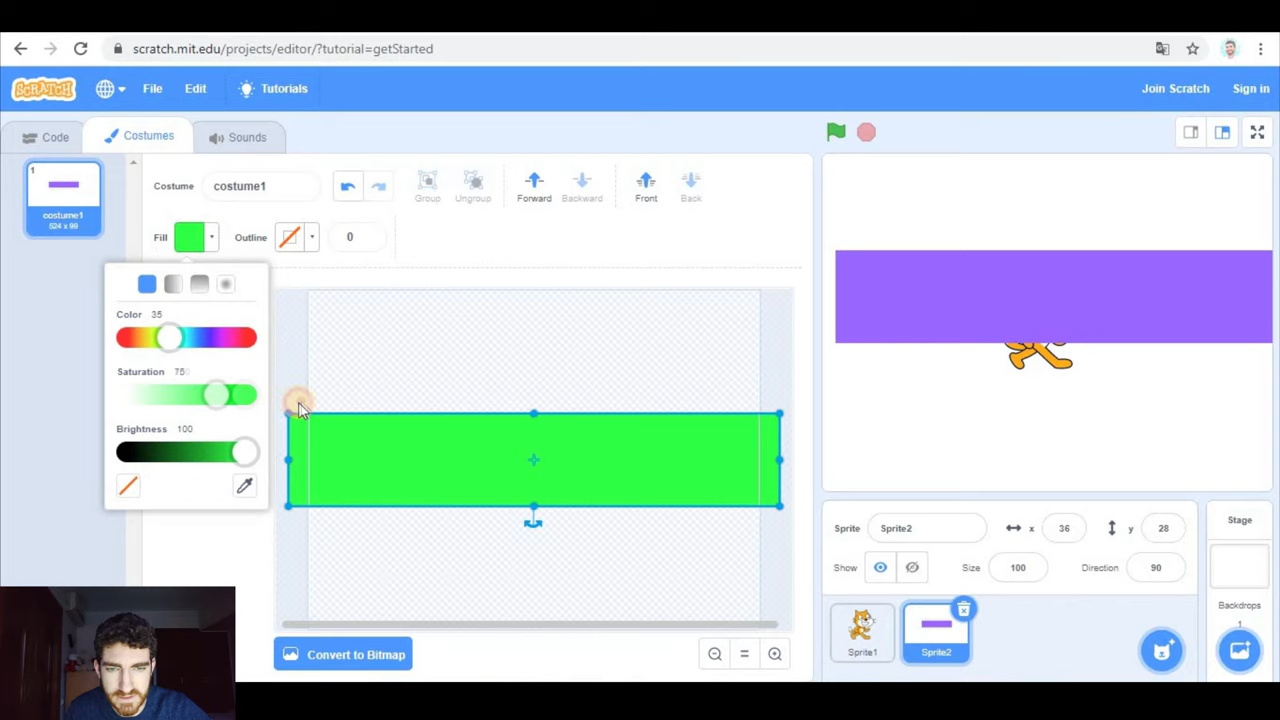 scratch.mit.edu/projects/editor/?tutorial=getStarted
SCRATCH
File
Edit
Tutorials
Join Scratch
Sign in
Code
Costumes
Sounds
1
costume1
524 x 99
Costume
costume1
Group
Ungroup
Forward
Backward
Front
Back
Fill
Outline
0
Color 35
Saturation 75
Brightness 100
Convert to Bitmap
Sprite
Sprite2
x
36
y
28
Show
Size
100
Direction
90
Stage
Backdrops
1
Sprite1
Sprite2